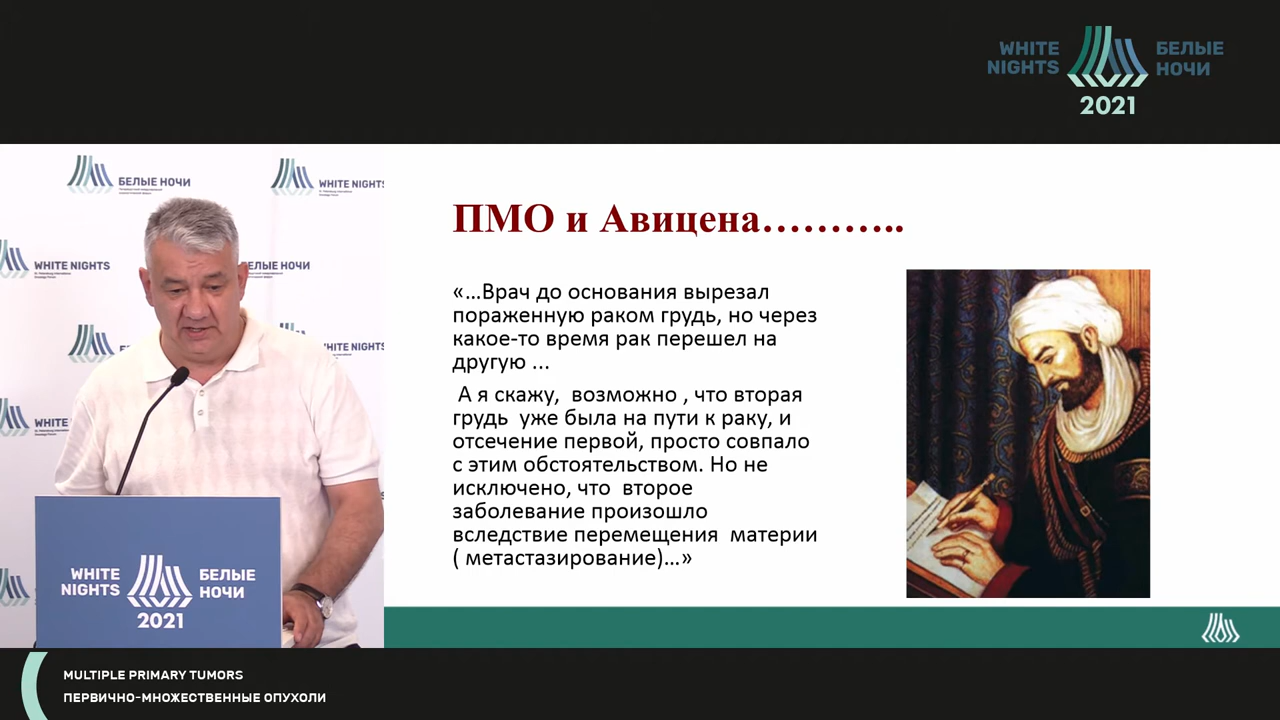 WHITE
NIGHTS
БЕЛЫЕ
НОЧИ
2021
БЕЛЫЕ НОЧИ
WHITE NIGHTS
WHITE NIGHTS
БЕЛЫЕ НОЧИ
WHITE NIGHTS
WHITE
WHITE
NIGHTS
БЕЛЫЕ
НОЧИ
2021
ПМО и Авицена………..
«…Врач до основания вырезал
пораженную раком грудь, но через
какое-то время рак перешел на
другую ...
А я скажу, возможно , что вторая
грудь уже была на пути к раку, и
отсечение первой, просто совпало
с этим обстоятельством. Но не
исключено, что второе
заболевание произошло
вследствие перемещения материи
( метастазирование)…»
MULTIPLE PRIMARY TUMORS
ПЕРВИЧНО-МНОЖЕСТВЕННЫЕ ОПУХОЛИ